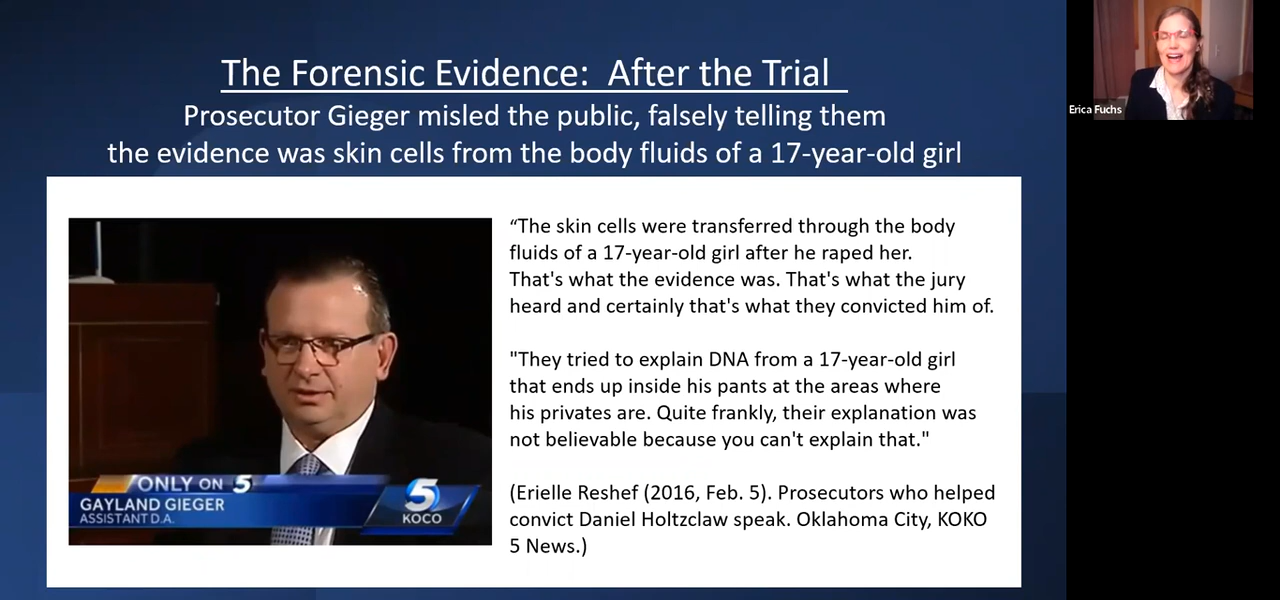 The Forensic Evidence: After the Trial
Prosecutor Gieger misled the public, falsely telling them
the evidence was skin cells from the body fluids of a 17-year-old girl
“The skin cells were transferred through the body
fluids of a 17-year-old girl after he raped her.
That's what the evidence was. That's what the jury
heard and certainly that's what they convicted him of.
"They tried to explain DNA from a 17-year-old girl
that ends up inside his pants at the areas where
his privates are. Quite frankly, their explanation was
not believable because you can't explain that."
(Erielle Reshef (2016, Feb. 5). Prosecutors who helped
convict Daniel Holtzclaw speak. Oklahoma City, KOKO
5 News.)
ONLY ON 5
GAYLAND GIEGER
ASSISTANT D.A.
5
KOCO
Erica Fuchs